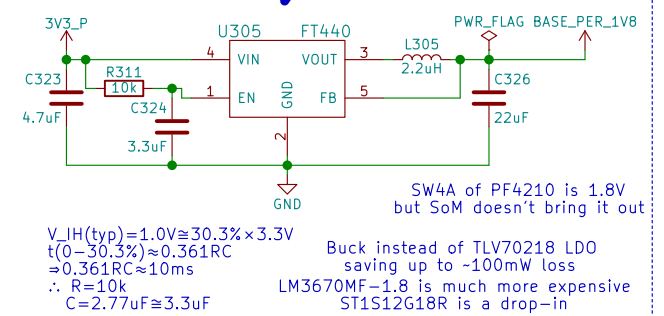 3V3_P
U305 FT440
PWR_FLAG BASE_PER_1V8
C323
4.7uF
R311
10k
C324
3.3uF
4 VIN VOUT 3
1 EN FB 5
GND
2
L305
2.2uH
C326
22uF
GND
SW4A of PF4210 is 1.8V
but SoM doesn't bring it out
V_IH(typ)=1.0V≅30.3%×3.3V
t(0-30.3%)≈0.361RC
⇒0.361RC≈10ms
∴ R=10k
C=2.77uF≅3.3uF
Buck instead of TLV70218 LDO
saving up to ~100mW loss
LM3670MF-1.8 is much more expensive
ST1S12G18R is a drop-in